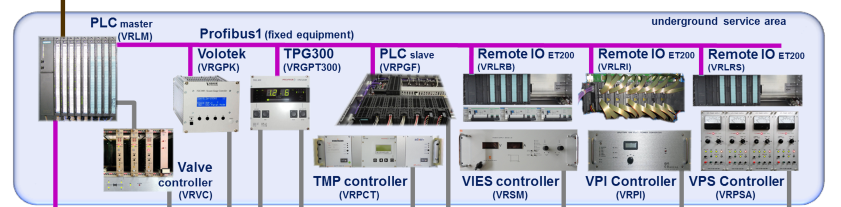 PLC master
(VRLM)
underground service area
Profibus1 (fixed equipment)
Volotek
(VRGPK)
TPG300
(VRGPT300)
PLC slave
(VRPGF)
Remote IO ET200
(VRLRB)
Remote IO ET200
(VRLRI)
Remote IO ET200
(VRLRS)
Valve
controller
(VRVC)
TMP controller
(VRPCT)
VIES controller
(VRSM)
VPI Controller
(VRPI)
VPS Controller
(VRPSA)